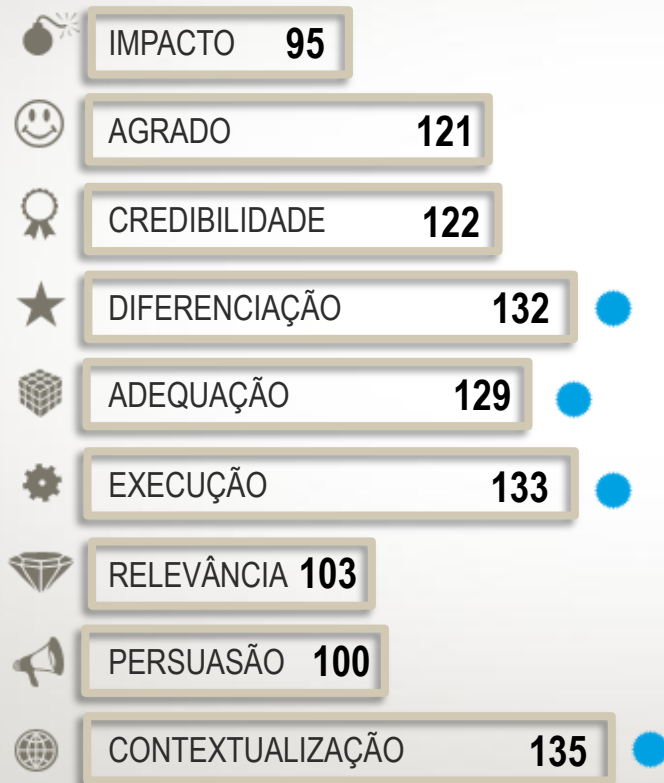 IMPACTO 95
AGRADO 121
CREDIBILIDADE 122
DIFERENCIAÇÃO 132
ADEQUAÇÃO 129
EXECUÇÃO 133
RELEVÂNCIA 103
PERSUASÃO 100
CONTEXTUALIZAÇÃO 135